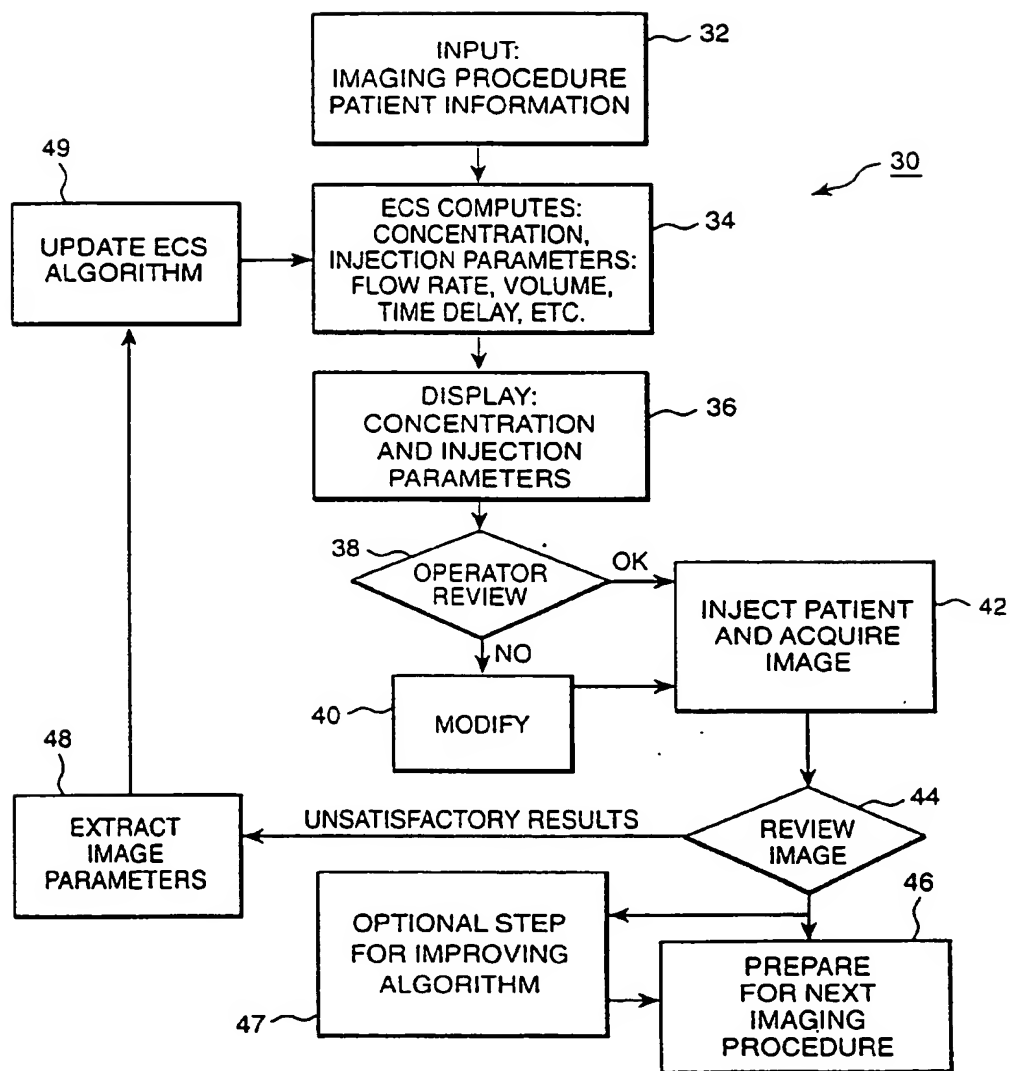 32
INPUT:
IMAGING PROCEDURE
PATIENT INFORMATION
30
49
UPDATE ECS
ALGORITHM
ECS COMPUTES:
CONCENTRATION,
INJECTION PARAMETERS:
FLOW RATE, VOLUME,
TIME DELAY, ETC.
34
DISPLAY:
CONCENTRATION
AND INJECTION
PARAMETERS
36
38
OPERATOR
REVIEW
OK
NO
40
MODIFY
INJECT PATIENT
AND ACQUIRE
IMAGE
42
44
REVIEW
IMAGE
UNSATISFACTORY RESULTS
48
EXTRACT
IMAGE
PARAMETERS
OPTIONAL STEP
FOR IMPROVING
ALGORITHM
47
46
PREPARE
FOR NEXT
IMAGING
PROCEDURE